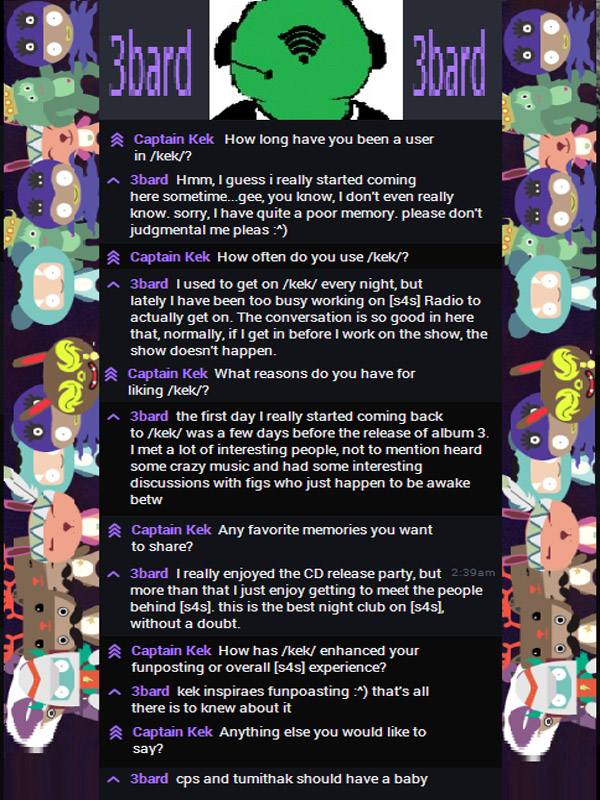 3bard 3bard
Captain Kek How long have you been a user
in /kek/?
3bard Hmm, I guess i really started coming
here sometime...gee, you know, I don't even really
know. sorry, I have quite a poor memory. please don't
judgmental me pleas :^)
Captain Kek How often do you use /kek/?
3bard I used to get on /kek/ every night, but
lately I have been too busy working on [s4s] Radio to
actually get on. The conversation is so good in here
that, normally, if I get in before I work on the show, the
show doesn't happen.
Captain Kek What reasons do you have for
liking /kek/?
3bard the first day I really started coming back
to /kek/ was a few days before the release of album 3.
I met a lot of interesting people, not to mention heard
some crazy music and had some interesting
discussions with figs who just happen to be awake
betw
Captain Kek Any favorite memories you want
to share?
3bard I really enjoyed the CD release party, but 2:39am
more than that I just enjoy getting to meet the people
behind [s4s]. this is the best night club on [s4s],
without a doubt.
Captain Kek How has /kek/ enhanced your
funposting or overall [s4s] experience?
3bard kek inspiraes funpoasting :^) that's all
there is to knew about it
Captain Kek Anything else you would like to
say?
3bard cps and tumithak should have a baby